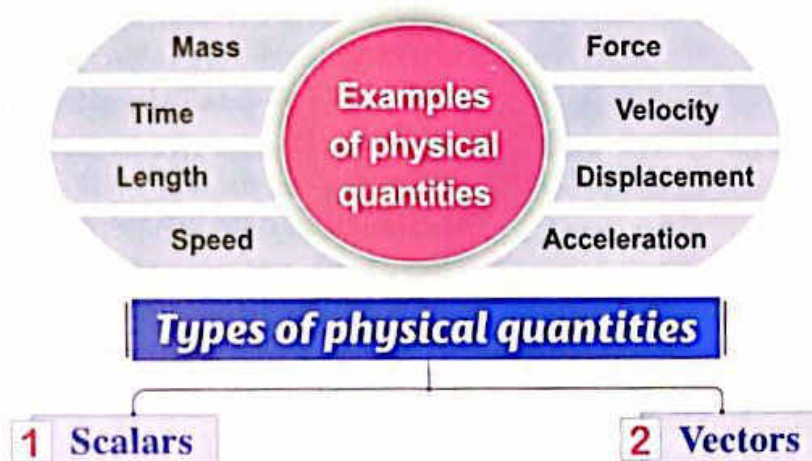 Mass
Force
Examples
of physical
quantities
Time
Velocity
Length
Displacement
Speed
Acceleration
Types of physical quantities
1 Scalars
2 Vectors